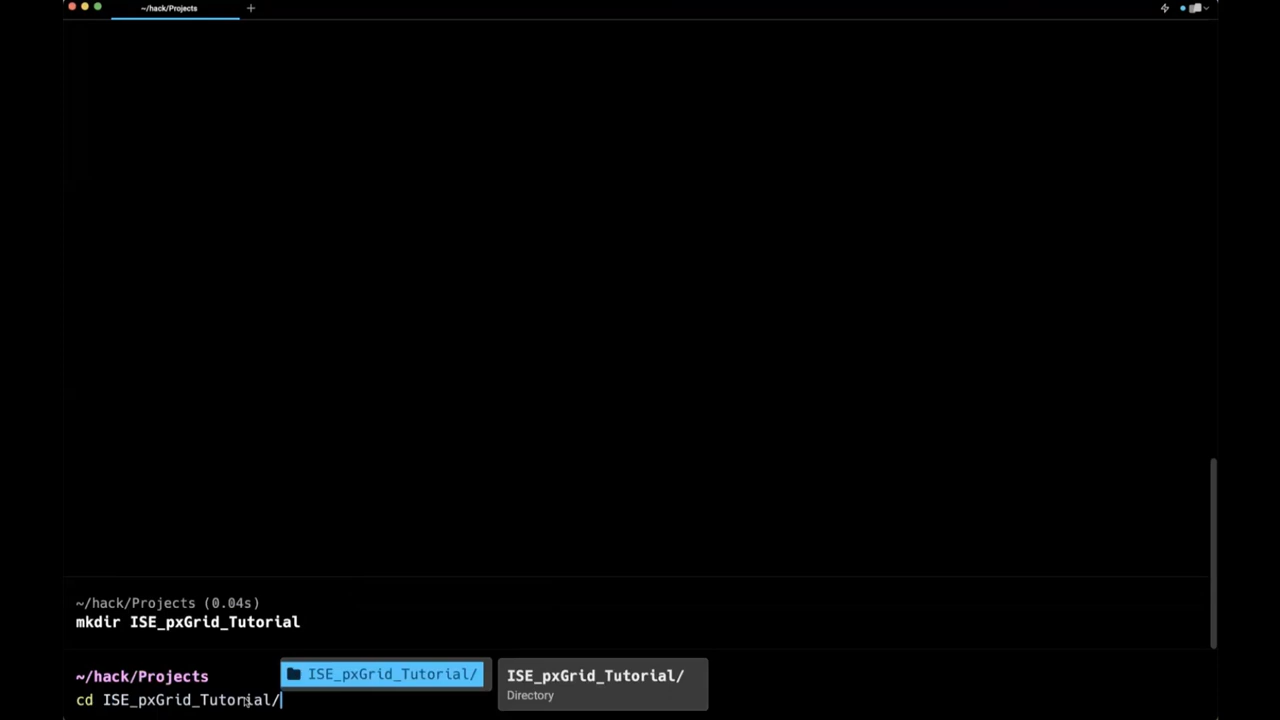 ~/hack/Projects
~/hack/Projects (0.04s)
mkdir ISE_pxGrid_Tutorial
~/hack/Projects
ISE_pxGrid_Tutorial/
ISE_pxGrid_Tutorial/
Directory
cd ISE_pxGrid_Tutorial/